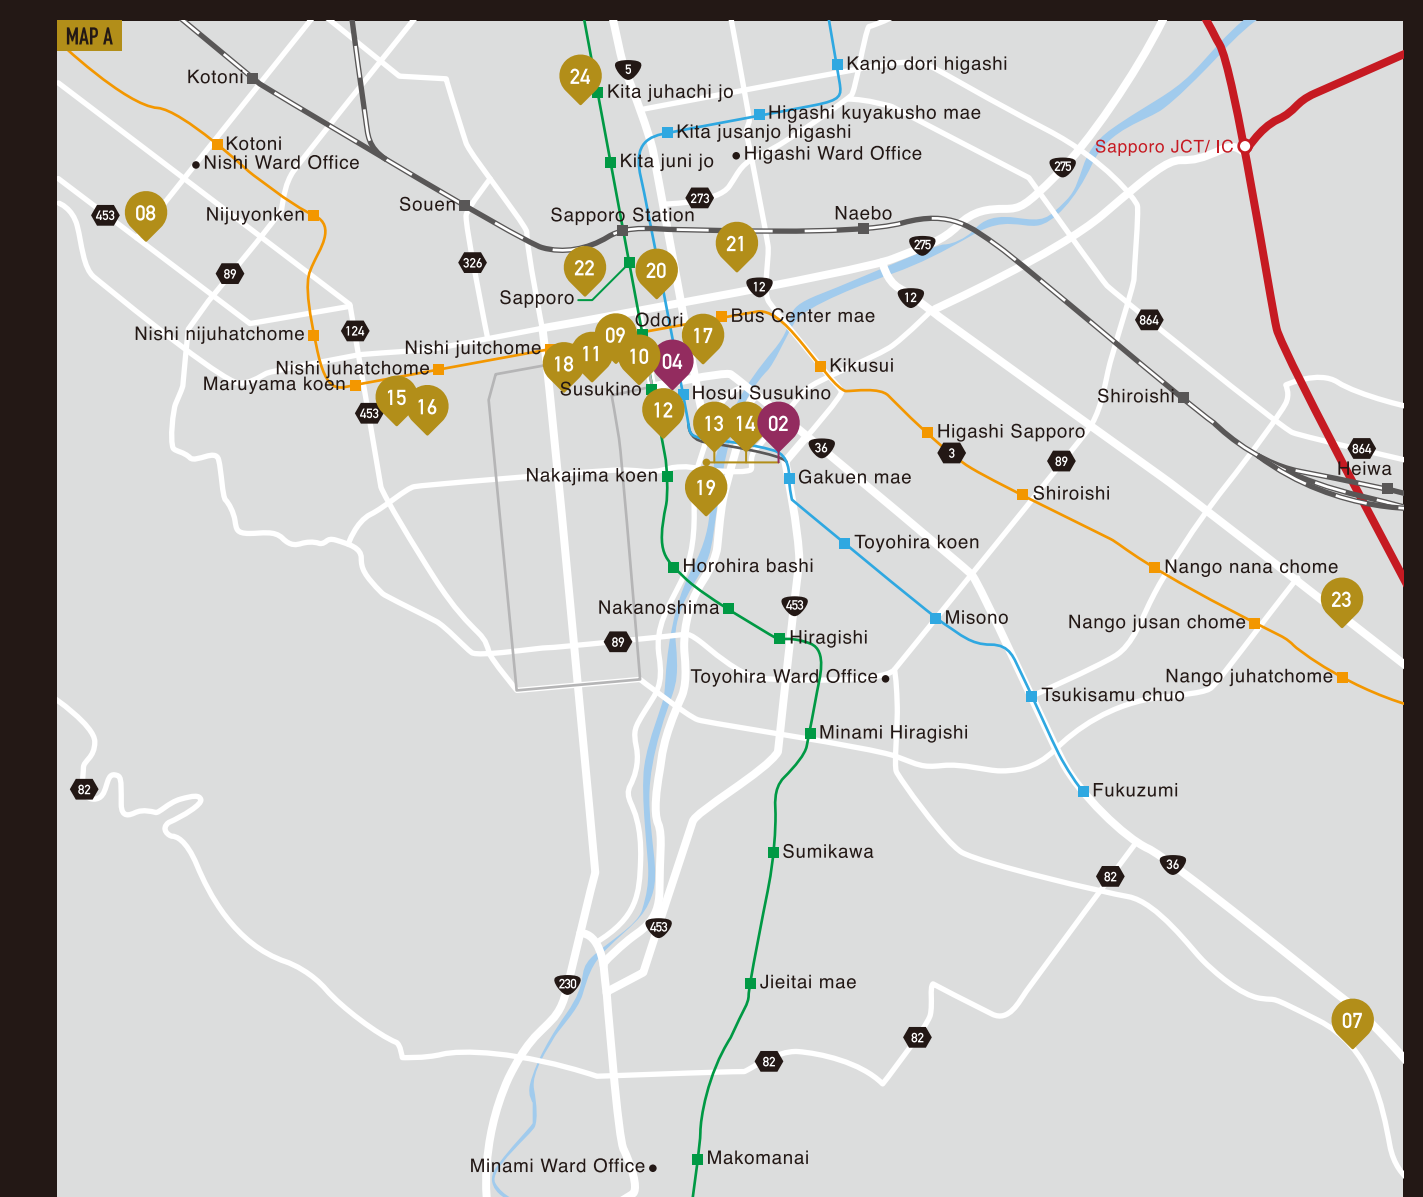 MAP A
Kotoni
24
5
Kanjo dori higashi
Kita juhachi jo
Higashi kuyakusho mae
Kita jusanjo higashi
Kotoni
Nishi Ward Office
Kita juni jo
Higashi Ward Office
Sapporo JCT/ IC
275
273
Souen
453
08
Nijuyonken
Sapporo Station
Naebo
21
275
89
326
22
20
12
12
Sapporo
864
Odori
Bus Center mae
124
Nishi nijuhatchome
09
17
Nishi juitchome
11
10
04
18
Kikusui
Nishi juhatchome
Maruyama koen
Susukino
Hosui Susukino
Shiroishi
15
16
453
12
13
14
02
Higashi Sapporo
36
3
89
864
Heiwa
Nakajima koen
Gakuen mae
19
Shiroishi
Toyohira koen
Horohira bashi
Nango nana chome
23
Nakanoshima
453
Misono
Nango jusan chome
89
Hiragishi
Toyohira Ward Office
Nango juhatchome
Tsukisamu chuo
Minami Hiragishi
82
Fukuzumi
Sumikawa
36
82
453
230
Jieitai mae
07
82
82
Makomanai
Minami Ward Office